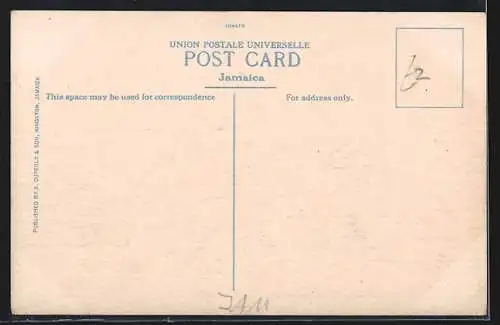 UNION POSTALE UNIVERSELLE
POST CARD
Jamaica
This space may be used for correspondence
For address only.
PUBLISHED BY A. DUPERLY & SON, KINGSTON, JAMAICA